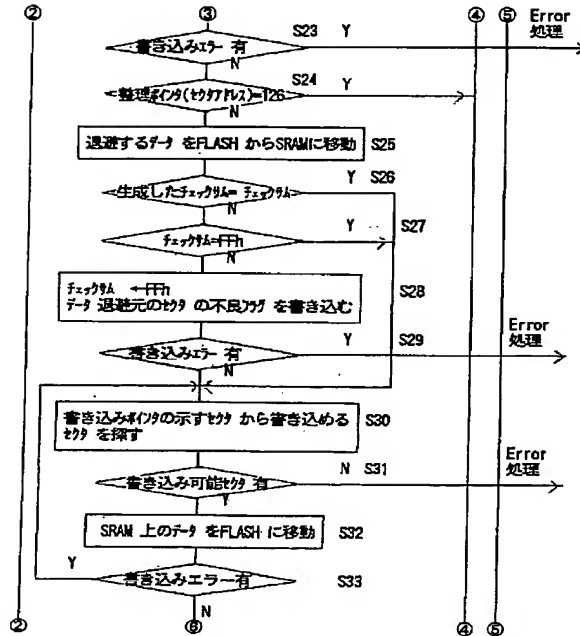 ② ③ ④ ⑤ Error
処理
S23 Y
書き込みエラー 有
N
S24 Y
整理ポインタ(セクタアドレス)=126
N
退避するデータ をFLASH からSRAMに移動 S25
Y S26
生成したチェックサム= チェックサム
N
Y S27
チェックサム=FFh
N
チェックサム ←FFh
データ 退避元のセクタ の不良フラグ を書き込む
S28
Y S29 Error
処理
書き込みエラー 有
N
書き込みポインタの示すセクタ から書き込める
セクタ を探す
S30
N S31 Error
処理
書き込み可能セクタ 有
Y
SRAM 上のデータ をFLASH に移動 S32
Y 書き込みエラー有 S33
N
② ⑥ ④ ⑤